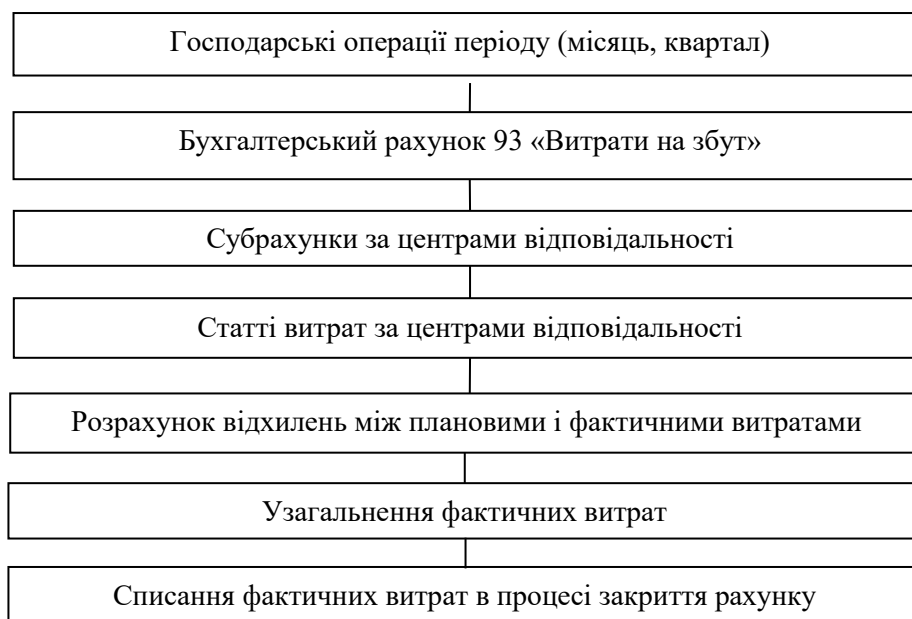 Господарські операції періоду (місяць, квартал)
Бухгалтерський рахунок 93 «Витрати на збут»
Субрахунки за центрами відповідальності
Статті витрат за центрами відповідальності
Розрахунок відхилень між плановими і фактичними витратами
Узагальнення фактичних витрат
Списання фактичних витрат в процесі закриття рахунку